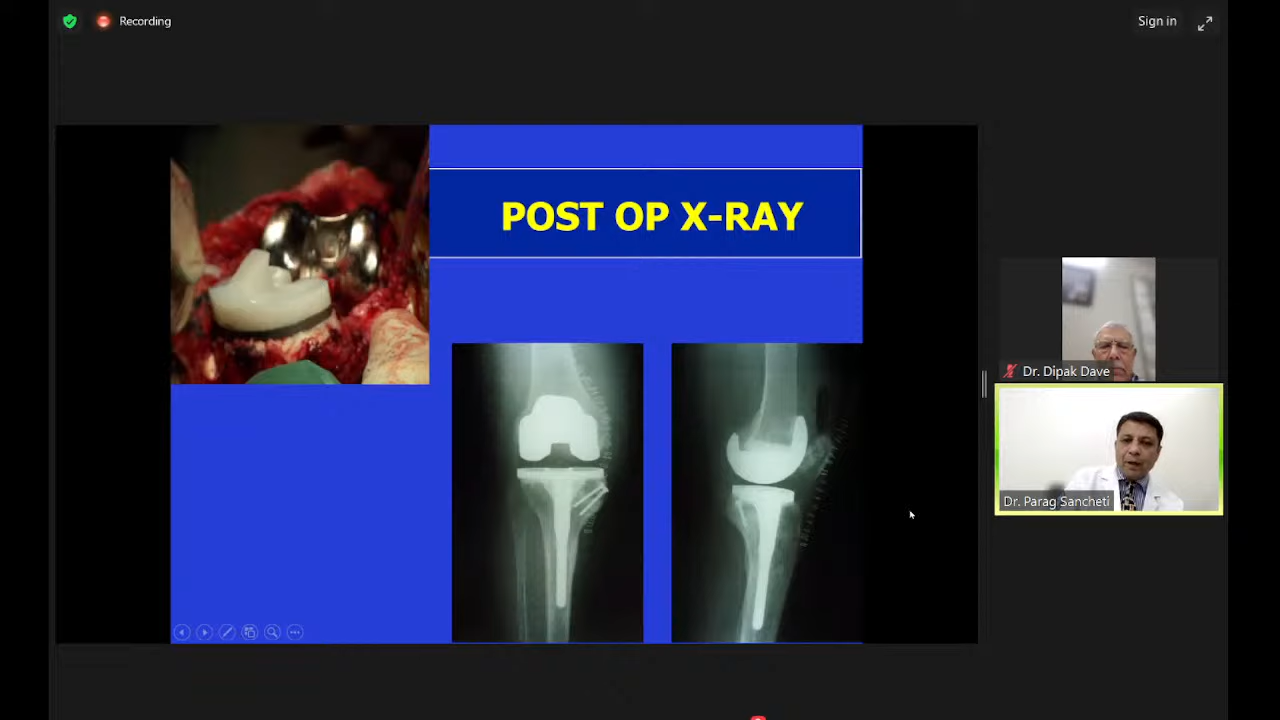 Recording
Sign in
POST OP X-RAY
Dr. Dipak Dave
Dr. Parag Sancheti